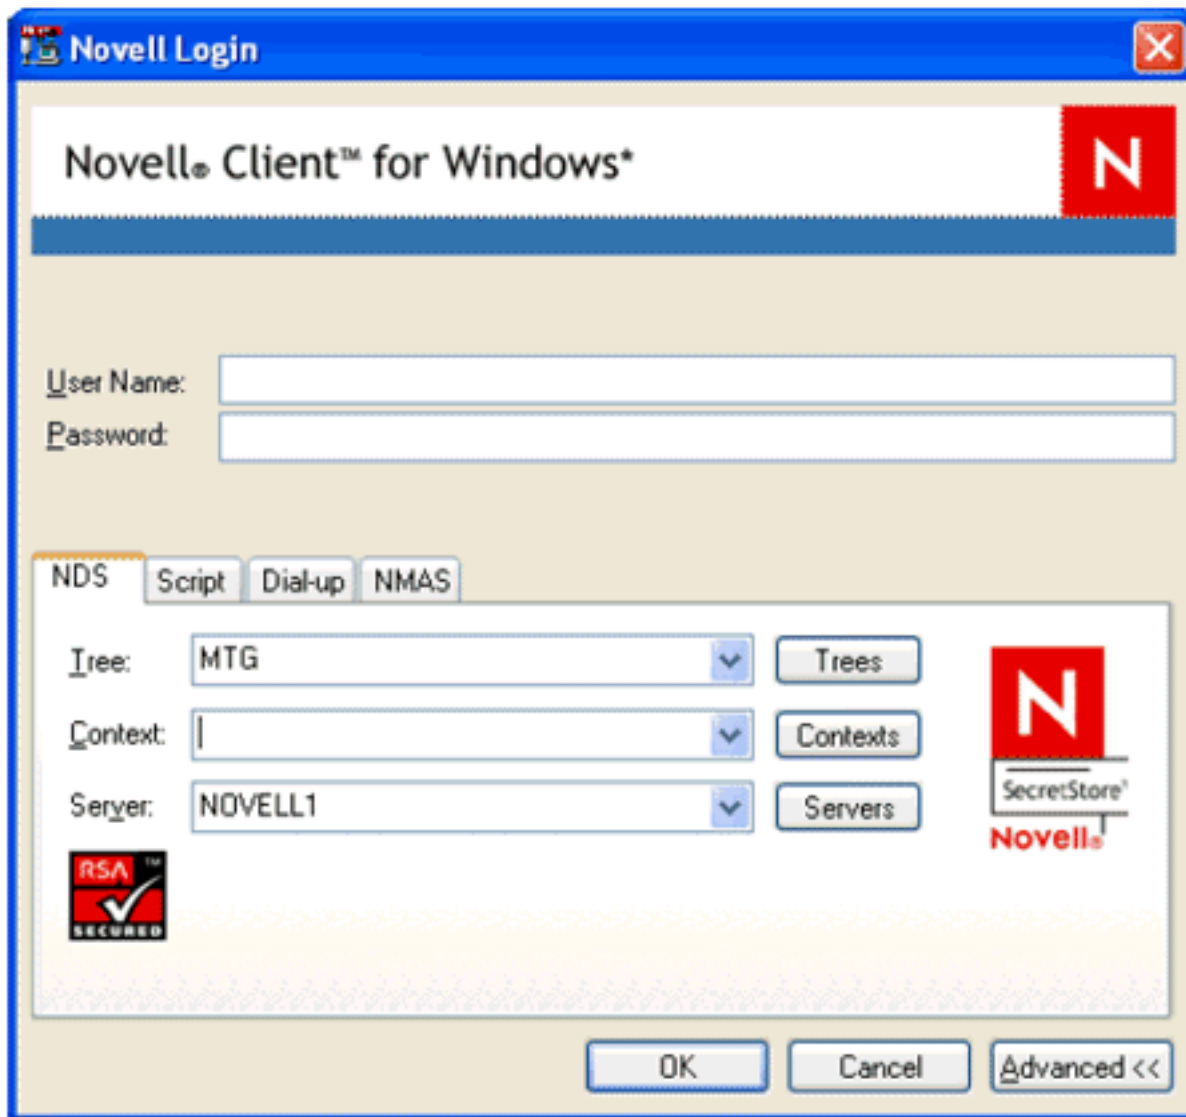 Novell Login
Novell® Client™ for Windows*
N
User Name:
Password:
NDS Script Dial-up NMAS
Tree: MTG Trees
Context: Contexts
Server: NOVELL1 Servers
N
SecretStore
Novell®
RSA ™
SECURED
OK Cancel Advanced <<